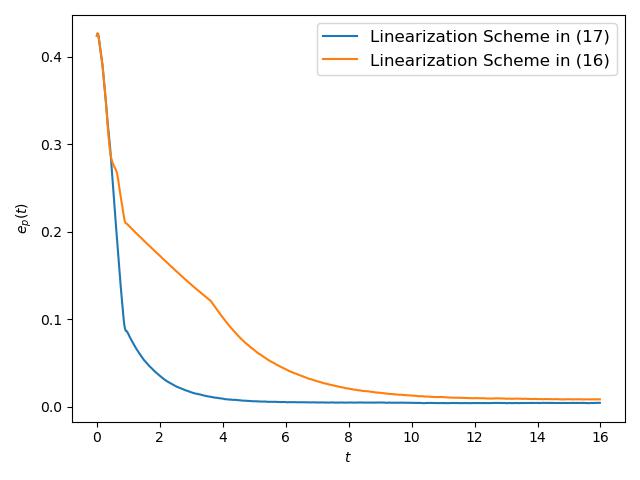 Linearization Scheme in (17)
Linearization Scheme in (16)
0.4
0.3
0.2
0.1
0.0
e_p(t)
0 2 4 6 8 10 12 14 16
t